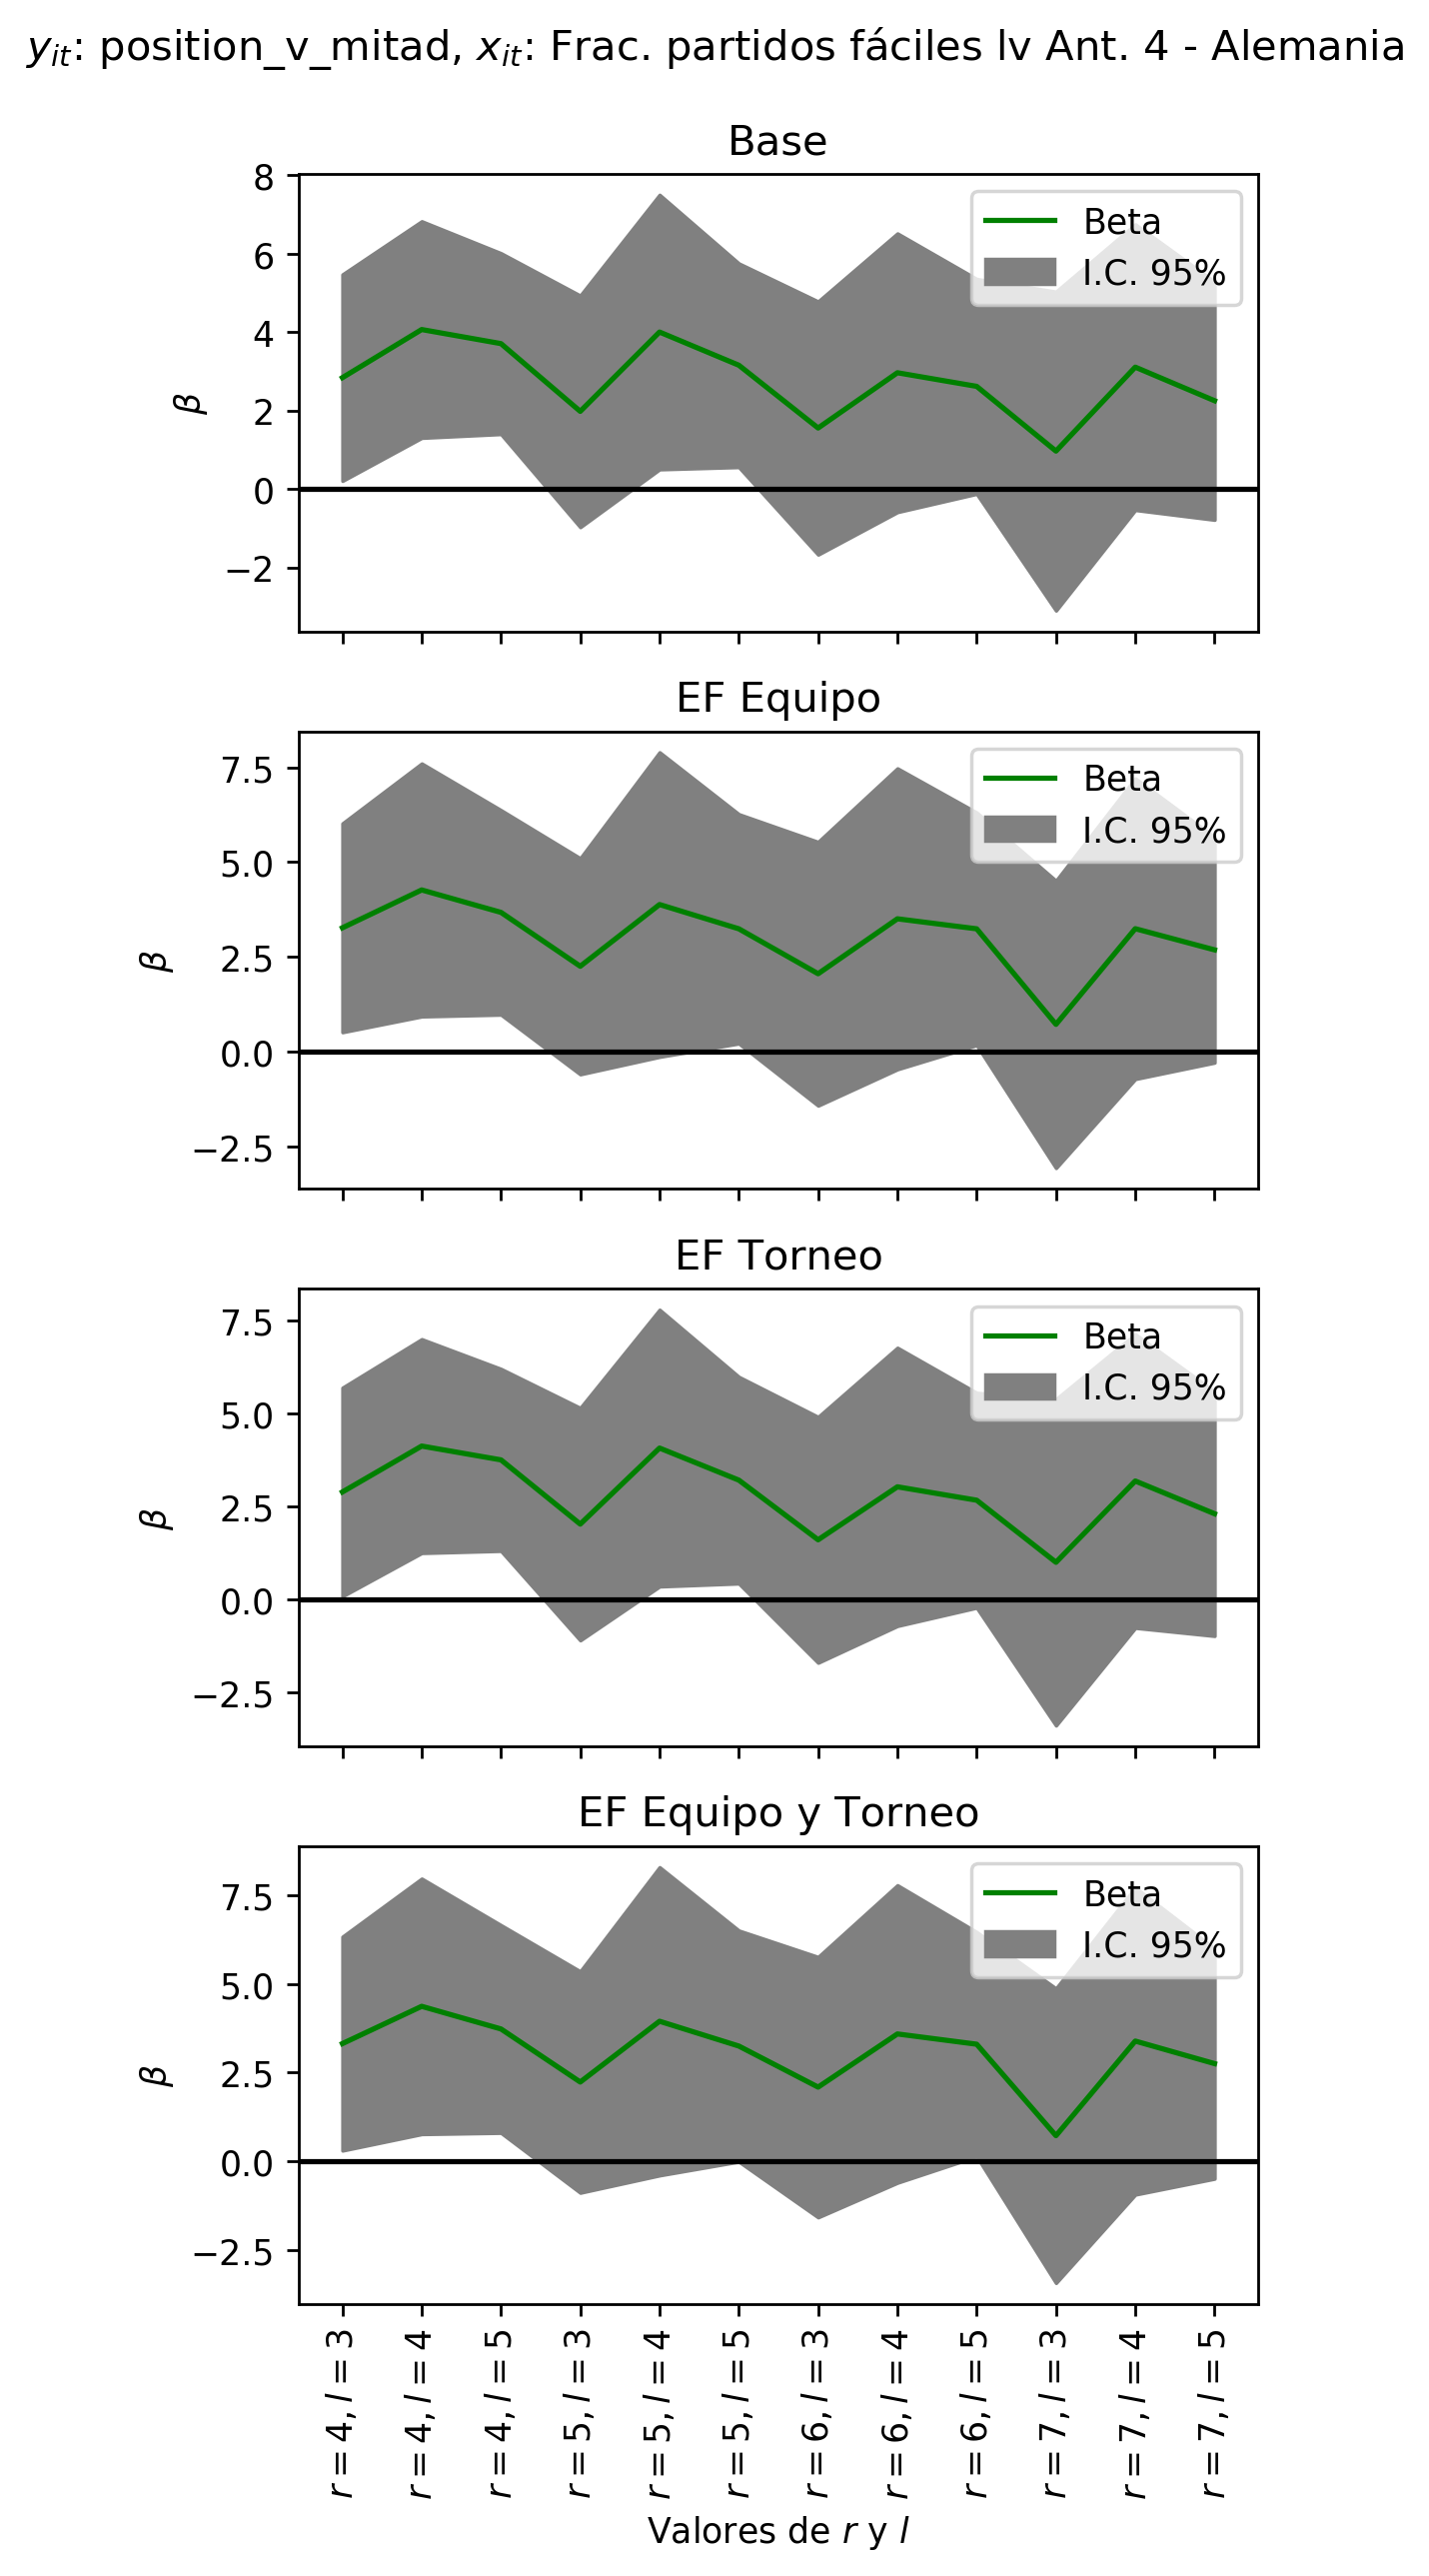 y_it: position_v_mitad, x_it: Frac. partidos fáciles lv Ant. 4 - Alemania
Base
8
6
4
2
0
−2
β
Beta
I.C. 95%
EF Equipo
7.5
5.0
2.5
0.0
−2.5
β
Beta
I.C. 95%
EF Torneo
7.5
5.0
2.5
0.0
−2.5
β
Beta
I.C. 95%
EF Equipo y Torneo
7.5
5.0
2.5
0.0
−2.5
β
Beta
I.C. 95%
r = 4, l = 3
r = 4, l = 4
r = 4, l = 5
r = 5, l = 3
r = 5, l = 4
r = 5, l = 5
r = 6, l = 3
r = 6, l = 4
r = 6, l = 5
r = 7, l = 3
r = 7, l = 4
r = 7, l = 5
Valores de r y l